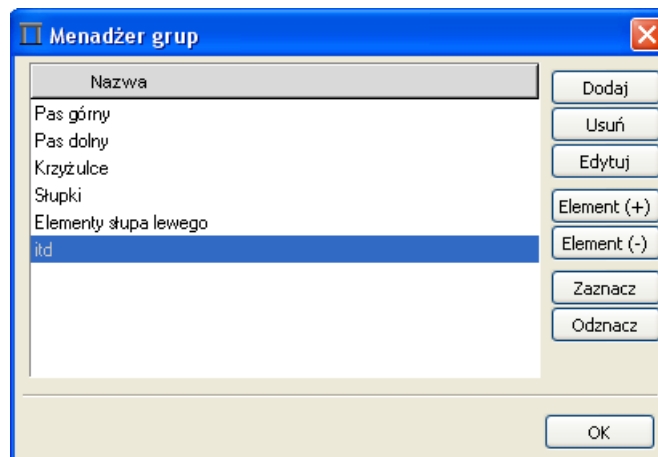 Menadżer grup
Nazwa
Pas górny
Pas dolny
Krzyżulce
Słupki
Elementy słupa lewego
itd
Dodaj
Usuń
Edytuj
Element (+)
Element (-)
Zaznacz
Odznacz
OK